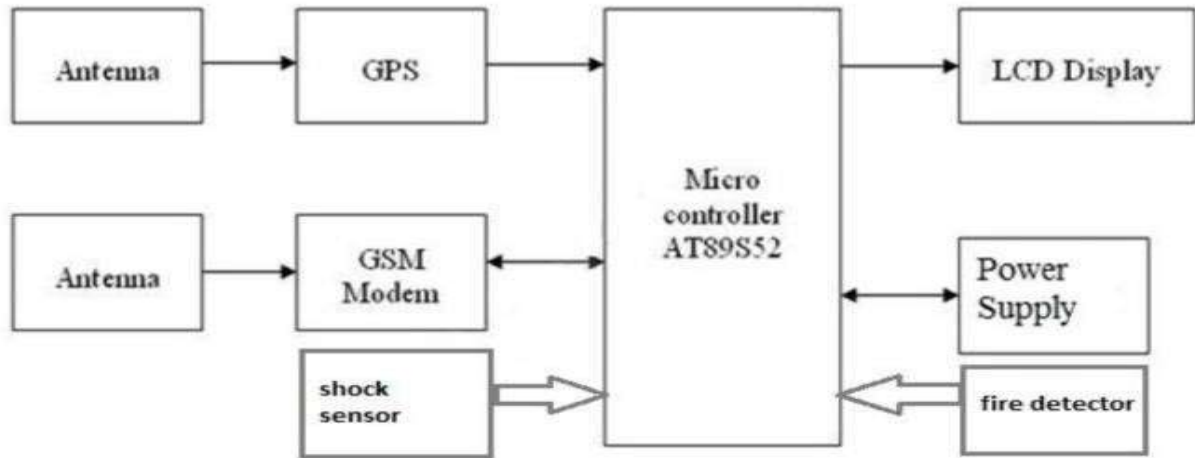 Antenna
GPS
LCD Display
Micro
controller
AT89S52
Antenna
GSM
Modem
Power
Supply
shock
sensor
fire detector